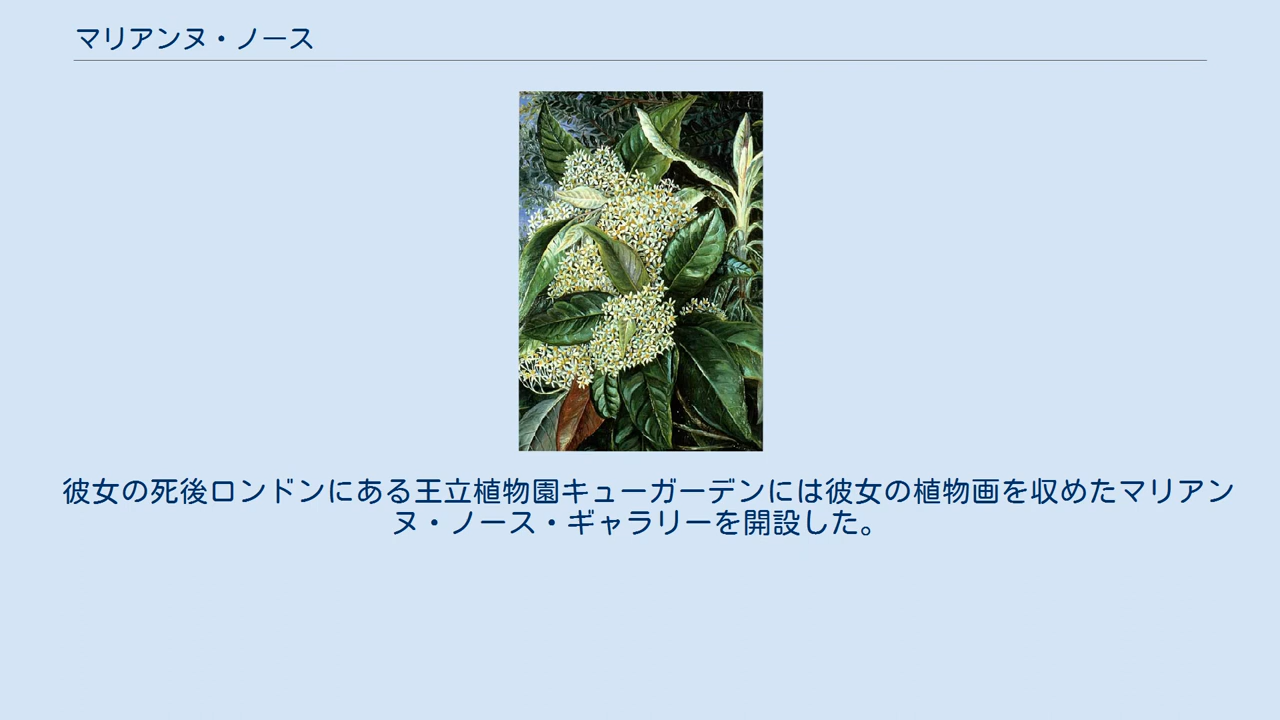 マリアンヌ・ノース
彼女の死後ロンドンにある王立植物園キューガーデンには彼女の植物画を収めたマリアン
ヌ・ノース・ギャラリーを開設した。